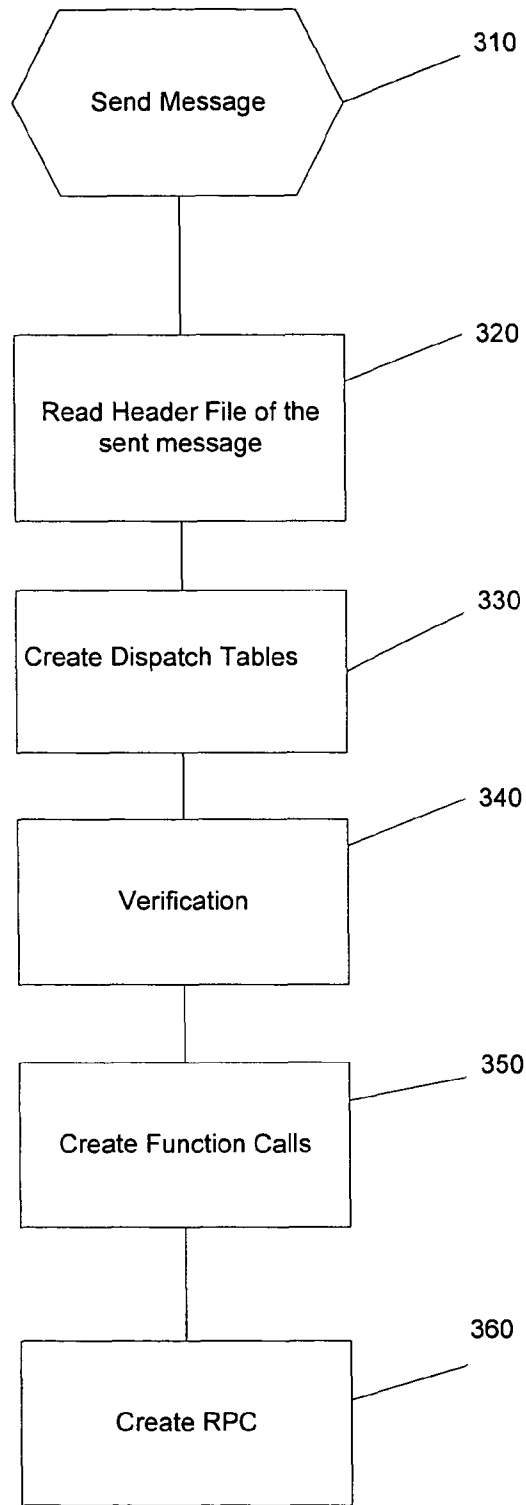 Send Message
310
Read Header File of the
sent message
320
Create Dispatch Tables
330
Verification
340
Create Function Calls
350
Create RPC
360